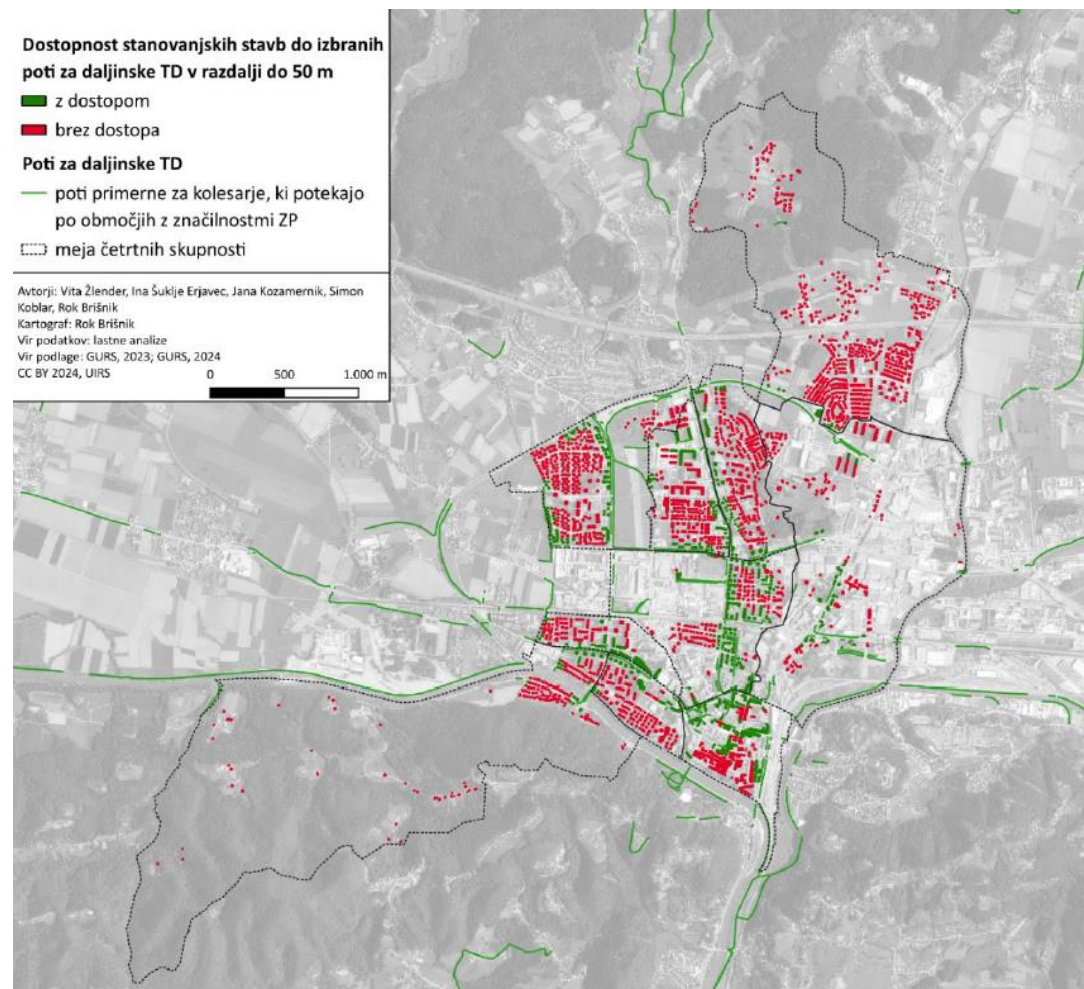 Dostopnost stanovanjskih stavb do izbranih
poti za daljinske TD v razdalji do 50 m
z dostopom
brez dostopa
Poti za daljinske TD
poti primerne za kolesarje, ki potekajo
po območjih z značilnostmi ZP
meja četrtnih skupnosti
Avtorji: Vita Žlender, Ina Šuklje Erjavec, Jana Kozamernik, Simon
Koblar, Rok Brišnik
Kartograf: Rok Brišnik
Vir podatkov: lastne analize
Vir podlage: GURS, 2023; GURS, 2024
CC BY 2024, UIRS
0 500 1.000 m